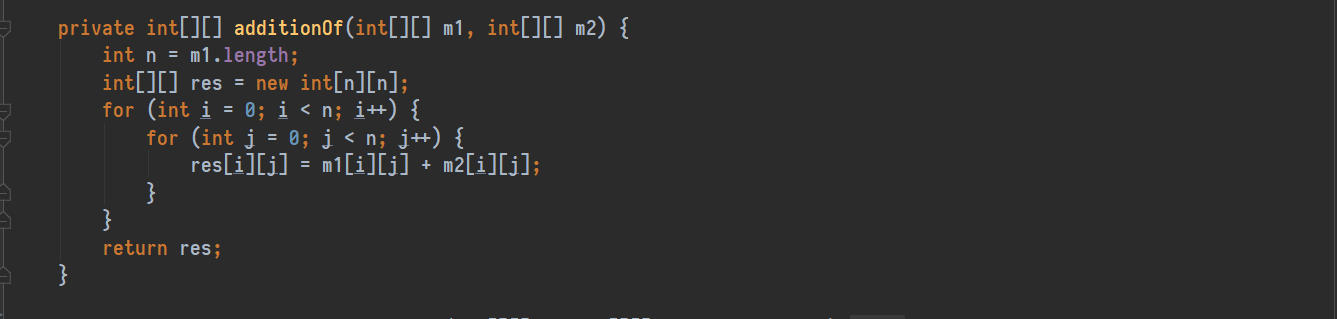 private int[][] additionOf(int[][] m1, int[][] m2) {
int n = m1.length;
int[][] res = new int[n][n];
for (int i = 0; i < n; i++) {
for (int j = 0; j < n; j++) {
res[i][j] = m1[i][j] + m2[i][j];
}
}
return res;
}